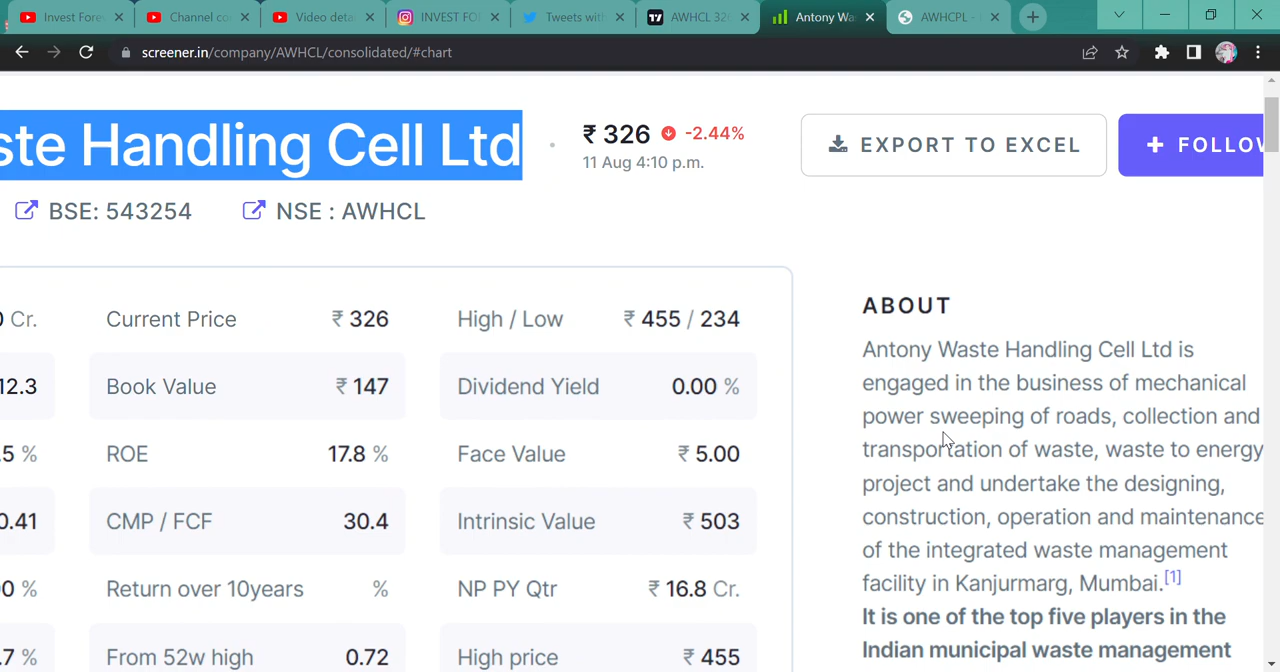 Invest Fore
Channel co
Video deta
INVEST FO
Tweets with
AWHCL 32
Antony Wa
AWHCPL -
screener.in/company/AWHCL/consolidated/#chart
ste Handling Cell Ltd
₹ 326 -2.44%
11 Aug 4:10 p.m.
EXPORT TO EXCEL
+ FOLLOW
BSE: 543254
NSE : AWHCL
Cr.
Current Price ₹ 326
High / Low ₹ 455 / 234
12.3
Book Value ₹ 147
Dividend Yield 0.00 %
.5 %
ROE 17.8 %
Face Value ₹ 5.00
0.41
CMP / FCF 30.4
Intrinsic Value ₹ 503
0 %
Return over 10years %
NP PY Qtr ₹ 16.8 Cr.
.7 %
From 52w high 0.72
High price ₹ 455
ABOUT
Antony Waste Handling Cell Ltd is
engaged in the business of mechanical
power sweeping of roads, collection and
transportation of waste, waste to energy
project and undertake the designing,
construction, operation and maintenance
of the integrated waste management
facility in Kanjurmarg, Mumbai.[1]
It is one of the top five players in the
Indian municipal waste management